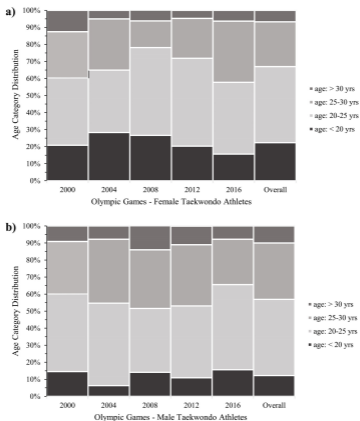 a)
100%
90%
80%
70%
60%
50%
40%
30%
20%
10%
0%
Age Category Distribution
2000 2004 2008 2012 2016 Overall
Olympic Games - Female Taekwondo Athletes
age: > 30 yrs
age: 25-30 yrs
age: 20-25 yrs
age: < 20 yrs
b)
100%
90%
80%
70%
60%
50%
40%
30%
20%
10%
0%
Age Category Distribution
2000 2004 2008 2012 2016 Overall
Olympic Games - Male Taekwondo Athletes
age: > 30 yrs
age: 25-30 yrs
age: 20-25 yrs
age: < 20 yrs